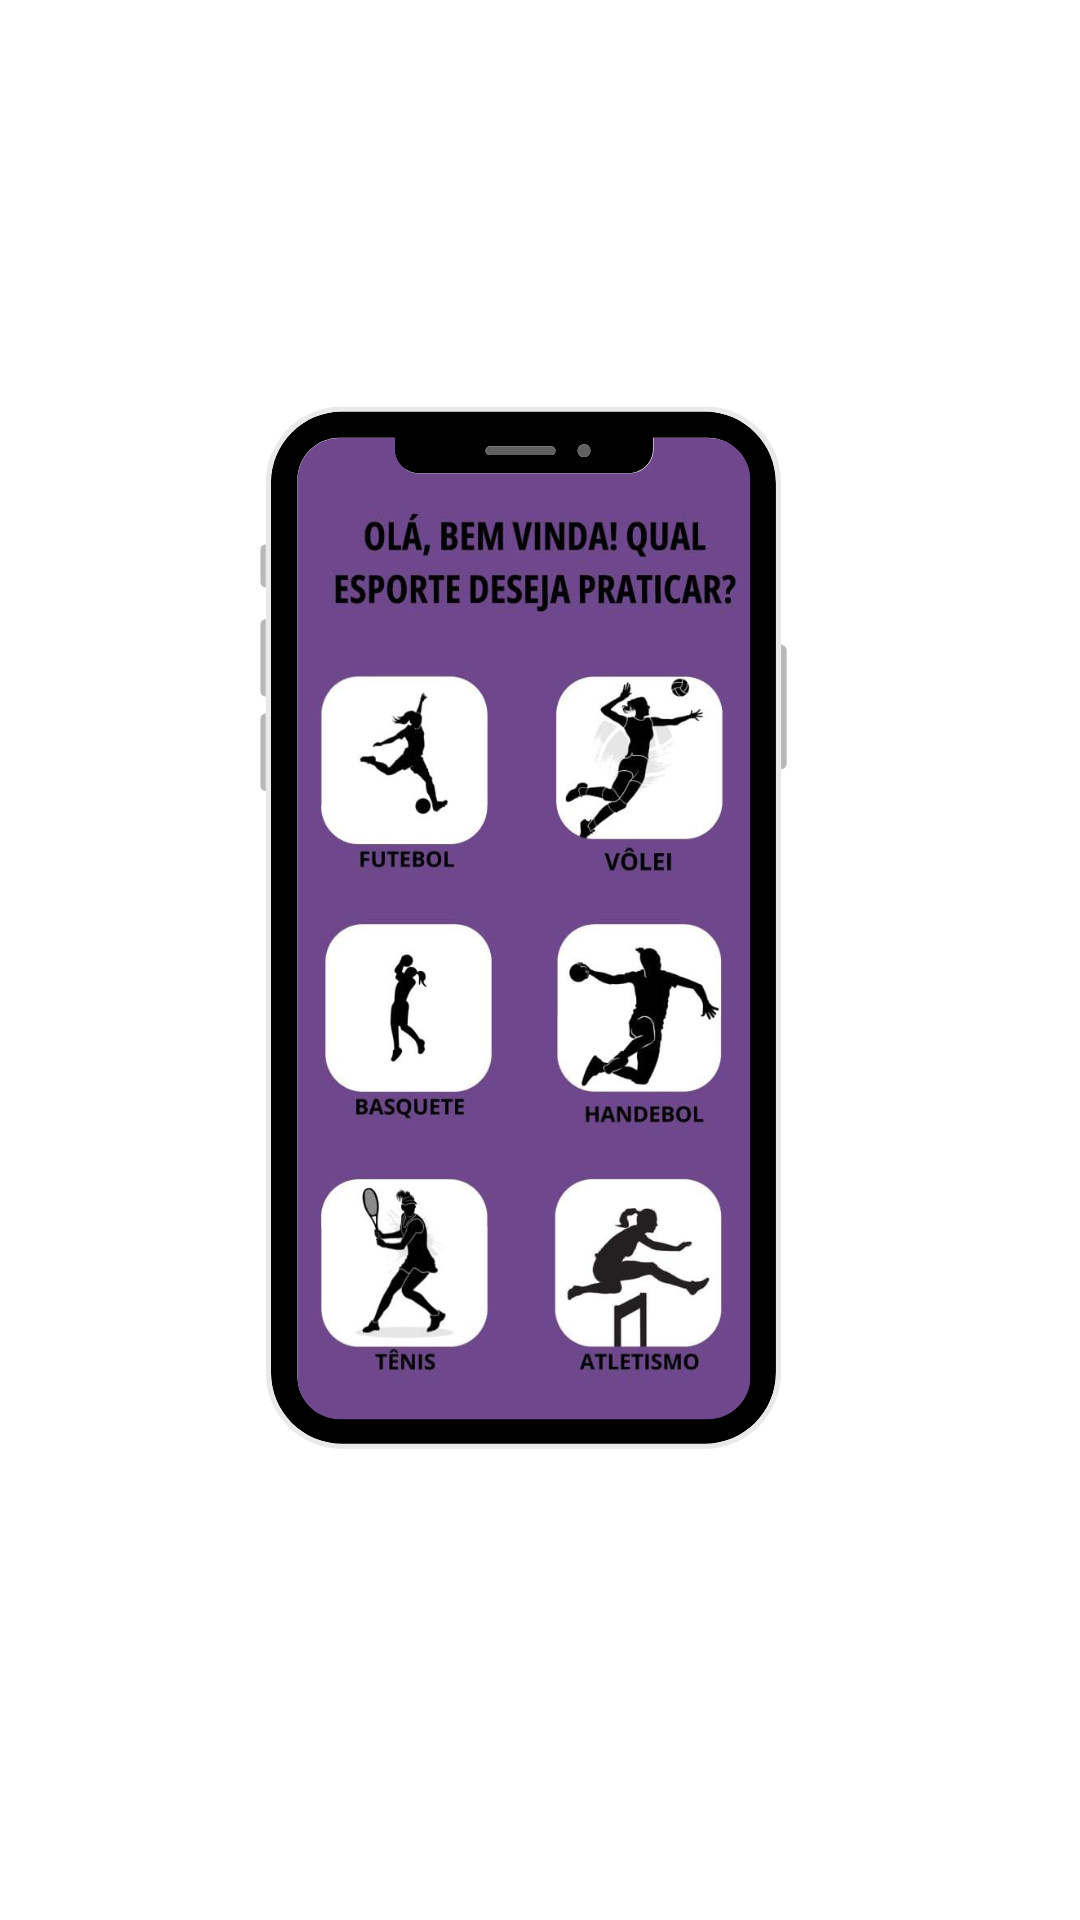 OLÁ, BEM VINDA! QUAL
ESPORTE DESEJA PRATICAR?
FUTEBOL
VÔLEI
BASQUETE
HANDEBOL
TÊNIS
ATLETISMO